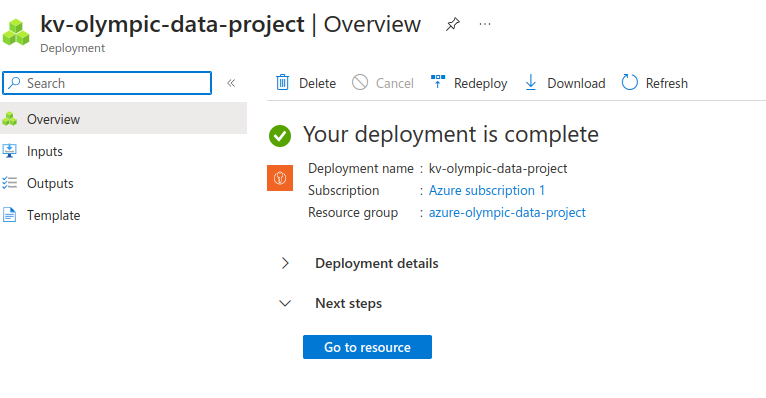 kv-olympic-data-project | Overview
Deployment
Search
Overview
Inputs
Outputs
Template
Delete Cancel Redeploy Download Refresh
Your deployment is complete
Deployment name : kv-olympic-data-project
Subscription : Azure subscription 1
Resource group : azure-olympic-data-project
Deployment details
Next steps
Go to resource